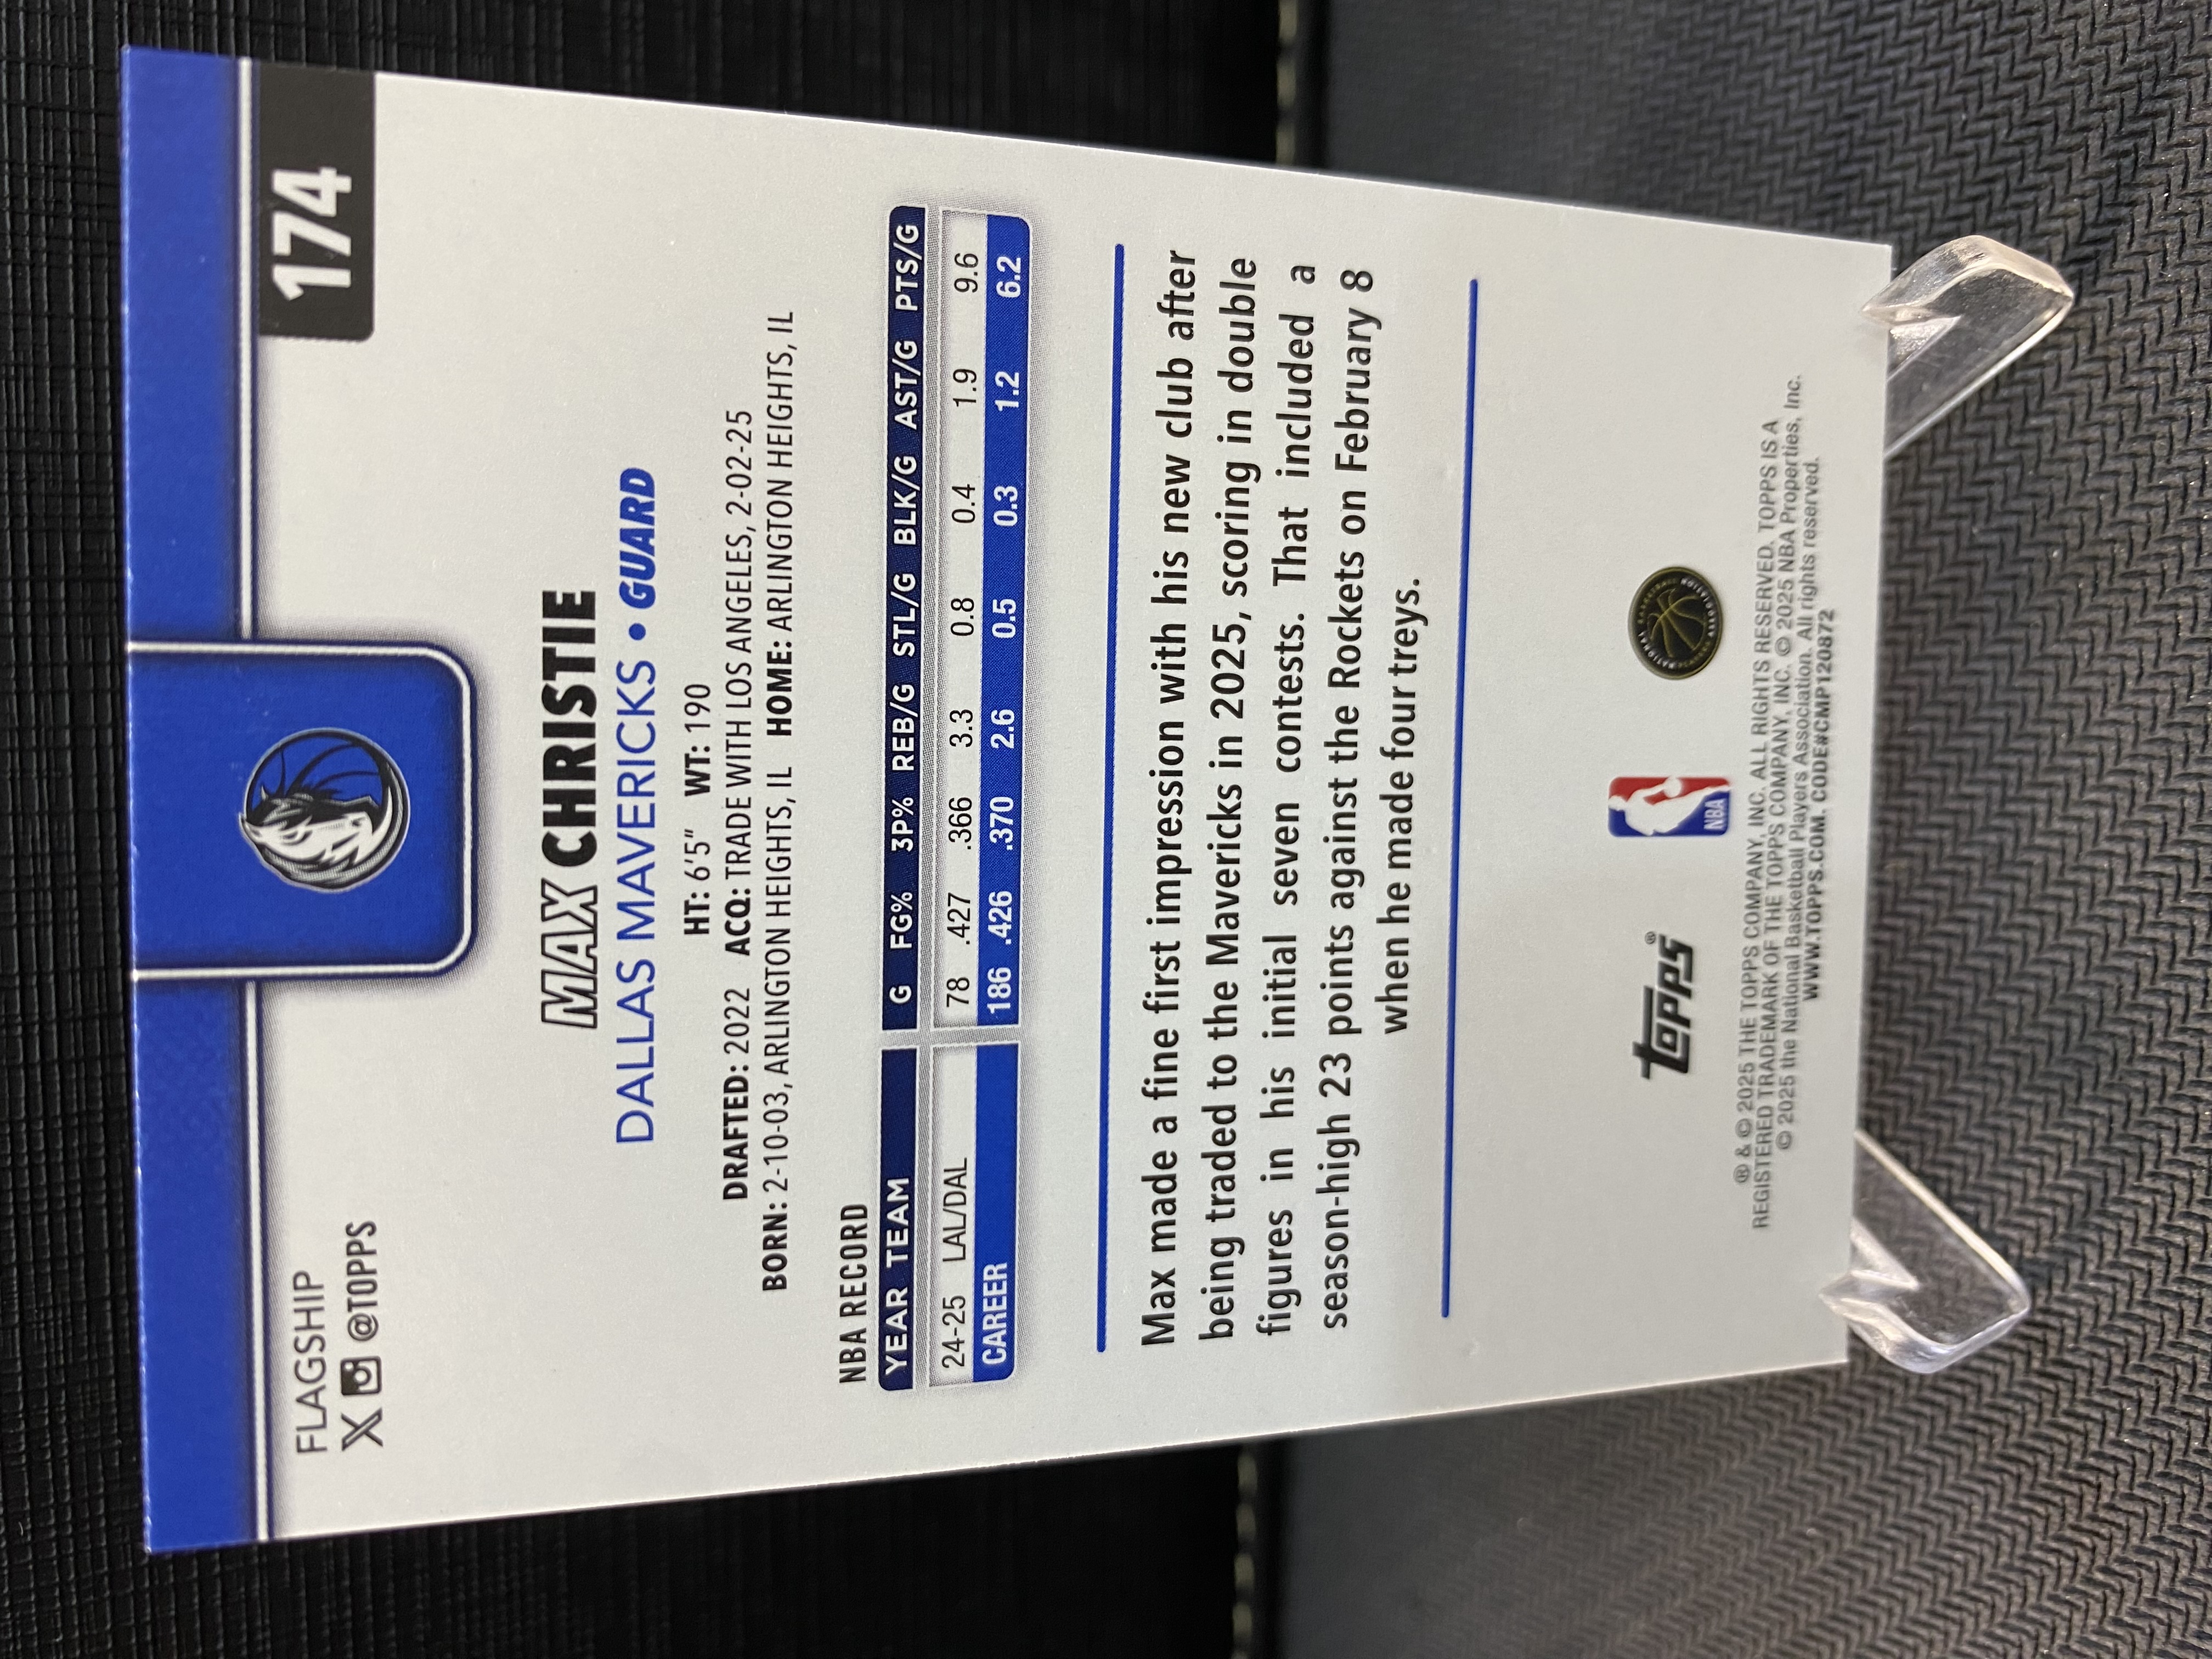 FLAGSHIP
X @TOPPS
174
MAX CHRISTIE
DALLAS MAVERICKS • GUARD
HT: 6'5" WT: 190
DRAFTED: 2022 ACQ: TRADE WITH LOS ANGELES, 2-02-25
BORN: 2-10-03, ARLINGTON HEIGHTS, IL HOME: ARLINGTON HEIGHTS, IL
NBA RECORD
YEAR TEAM G FG% 3P% REB/G STL/G BLK/G AST/G PTS/G
24-25 LAL/DAL 78 .427 .366 3.3 0.8 0.4 1.9 9.6
CAREER 186 .426 .370 2.6 0.5 0.3 1.2 6.2
Max made a fine first impression with his new club after
being traded to the Mavericks in 2025, scoring in double
figures in his initial seven contests. That included a
season-high 23 points against the Rockets on February 8
when he made four treys.
TOPPS®
NBA
NATIONAL BASKETBALL PLAYERS ASSOCIATION
® & © 2025 THE TOPPS COMPANY, INC. ALL RIGHTS RESERVED. TOPPS IS A
REGISTERED TRADEMARK OF THE TOPPS COMPANY, INC. © 2025 NBA Properties, Inc.
© 2025 the National Basketball Players Association. All rights reserved.
WWW.TOPPS.COM. CODE#CMP120872